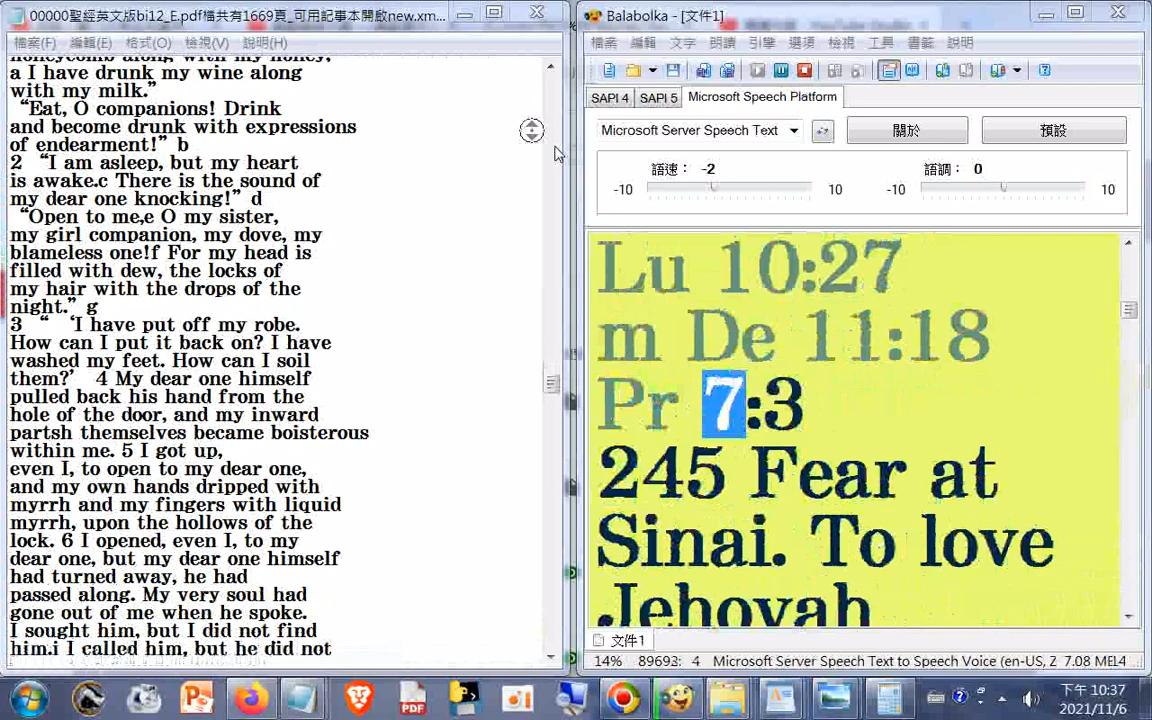 00000聖經英文版bi12_E.pdf檔共有1669頁_可用記事本開啟new.xm...
檔案(F) 編輯(E) 格式(O) 檢視(V) 說明(H)
honeycomb along with my honey;
a I have drunk my wine along
with my milk.”
“Eat, O companions! Drink
and become drunk with expressions
of endearment!” b
2 “I am asleep, but my heart
is awake.c There is the sound of
my dear one knocking!” d
“Open to me,e O my sister,
my girl companion, my dove, my
blameless one!f For my head is
filled with dew, the locks of
my hair with the drops of the
night.” g
3 “ ‘I have put off my robe.
How can I put it back on? I have
washed my feet. How can I soil
them?’ 4 My dear one himself
pulled back his hand from the
hole of the door, and my inward
partsh themselves became boisterous
within me. 5 I got up,
even I, to open to my dear one,
and my own hands dripped with
myrrh and my fingers with liquid
myrrh, upon the hollows of the
lock. 6 I opened, even I, to my
dear one, but my dear one himself
had turned away, he had
passed along. My very soul had
gone out of me when he spoke.
I sought him, but I did not find
him.i I called him, but he did not
Balabolka - [文件1]
檔案 編輯 文字 朗讀 引擎 選項 檢視 工具 書籤 說明
SAPI 4 SAPI 5 Microsoft Speech Platform
Microsoft Server Speech Text 關於 預設
語速: -2 語調: 0
-10 10 -10 10
Lu 10:27
m De 11:18
Pr 7:3
245 Fear at
Sinai. To love
Jehovah
文件1
14% 89693: 4 Microsoft Server Speech Text to Speech Voice (en-US, Z 7.08 ME
下午 10:37
2021/11/6